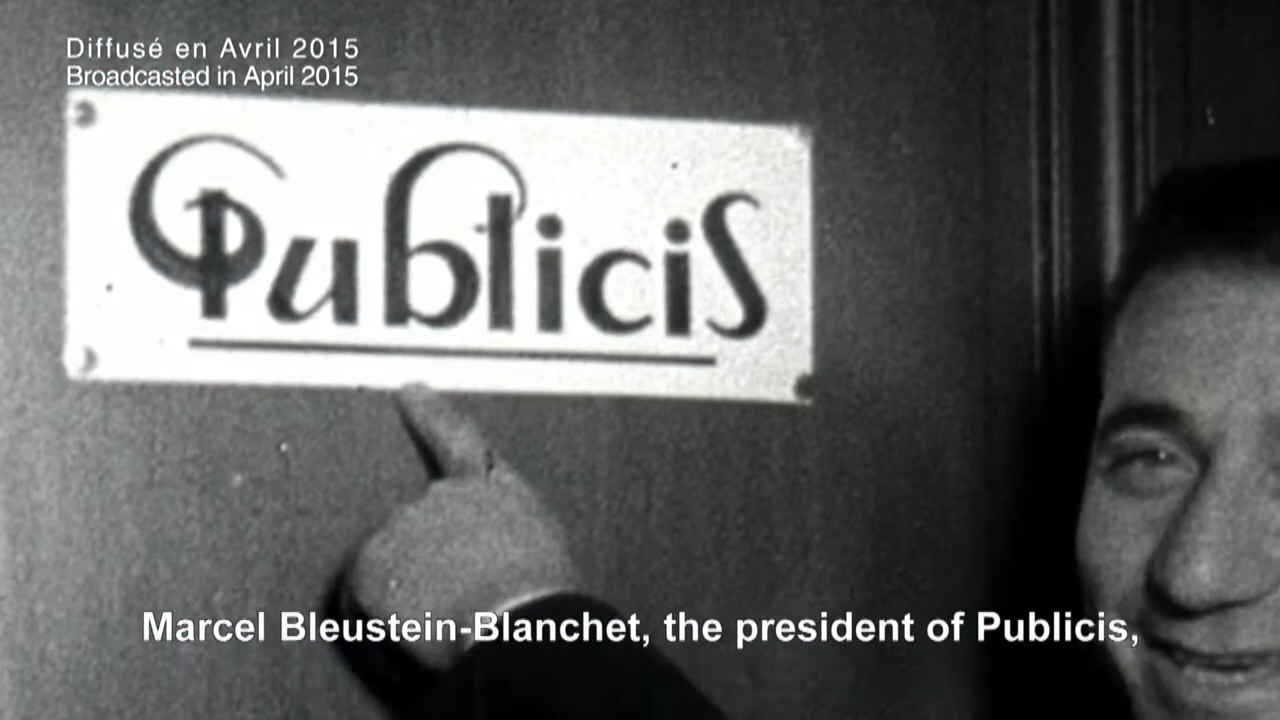 Diffusé en Avril 2015
Broadcasted in April 2015
Publicis
Marcel Bleustein-Blanchet, the president of Publicis,